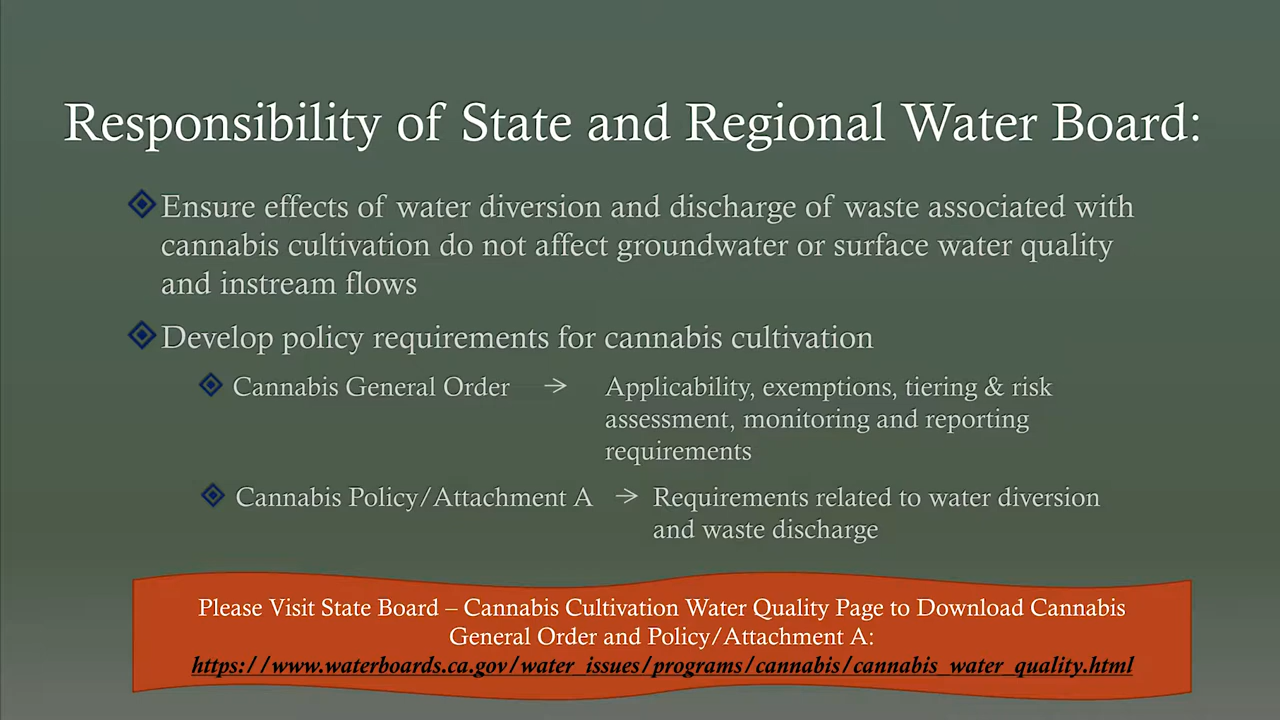 Responsibility of State and Regional Water Board:
Ensure effects of water diversion and discharge of waste associated with
cannabis cultivation do not affect groundwater or surface water quality
and instream flows
Develop policy requirements for cannabis cultivation
Cannabis General Order → Applicability, exemptions, tiering & risk
assessment, monitoring and reporting
requirements
Cannabis Policy/Attachment A → Requirements related to water diversion
and waste discharge
Please Visit State Board – Cannabis Cultivation Water Quality Page to Download Cannabis
General Order and Policy/Attachment A:
https://www.waterboards.ca.gov/water_issues/programs/cannabis/cannabis_water_quality.html